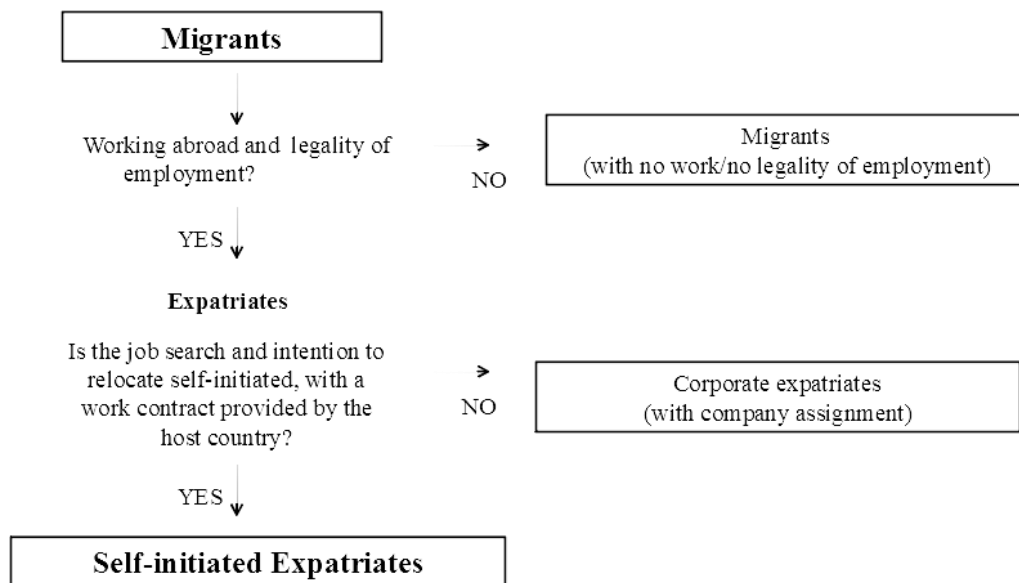 Migrants
Working abroad and legality of
employment?
NO
Migrants
(with no work/no legality of employment)
YES
Expatriates
Is the job search and intention to
relocate self-initiated, with a
work contract provided by the
host country?
NO
Corporate expatriates
(with company assignment)
YES
Self-initiated Expatriates